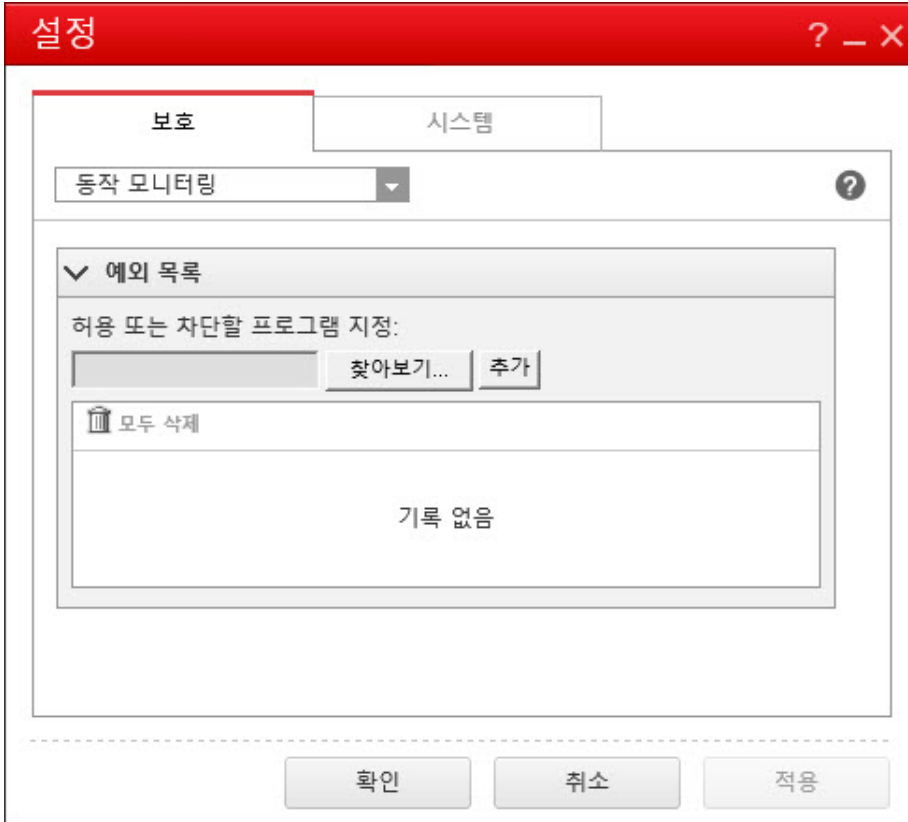 설정
보호
시스템
동작 모니터링
예외 목록
허용 또는 차단할 프로그램 지정:
찾아보기... 추가
모두 삭제
기록 없음
확인 취소 적용